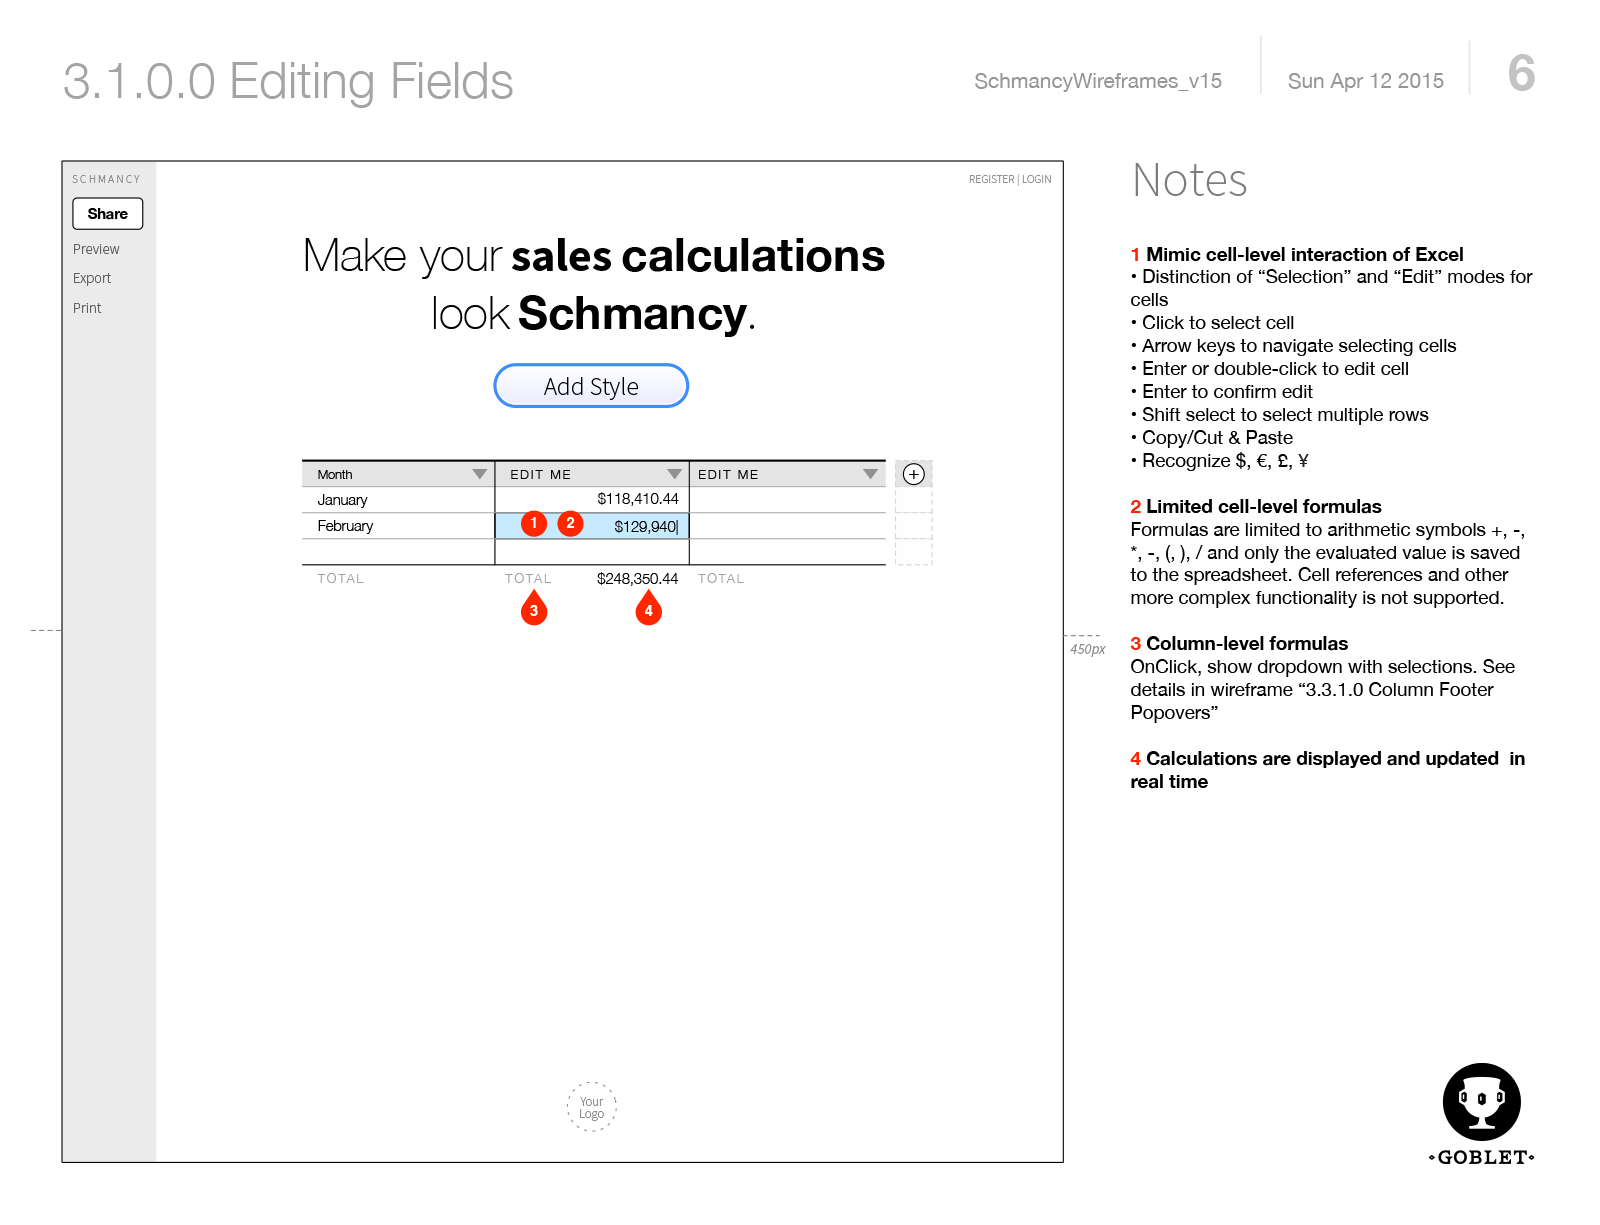 3.1.0.0 Editing Fields
SchmancyWireframes_v15
Sun Apr 12 2015
6
SCHMANCY
Share
Preview
Export
Print
REGISTER | LOGIN
Make your sales calculations
look Schmancy.
Add Style
Month EDIT ME EDIT ME +
January $118,410.44
February 1 2 $129,940|
TOTAL TOTAL $248,350.44 TOTAL
3 4
450px
Your
Logo
Notes
1 Mimic cell-level interaction of Excel
• Distinction of “Selection” and “Edit” modes for
cells
• Click to select cell
• Arrow keys to navigate selecting cells
• Enter or double-click to edit cell
• Enter to confirm edit
• Shift select to select multiple rows
• Copy/Cut & Paste
• Recognize $, €, £, ¥
2 Limited cell-level formulas
Formulas are limited to arithmetic symbols +, -,
*, -, (, ), / and only the evaluated value is saved
to the spreadsheet. Cell references and other
more complex functionality is not supported.
3 Column-level formulas
OnClick, show dropdown with selections. See
details in wireframe “3.3.1.0 Column Footer
Popovers”
4 Calculations are displayed and updated  in
real time
GOBLET